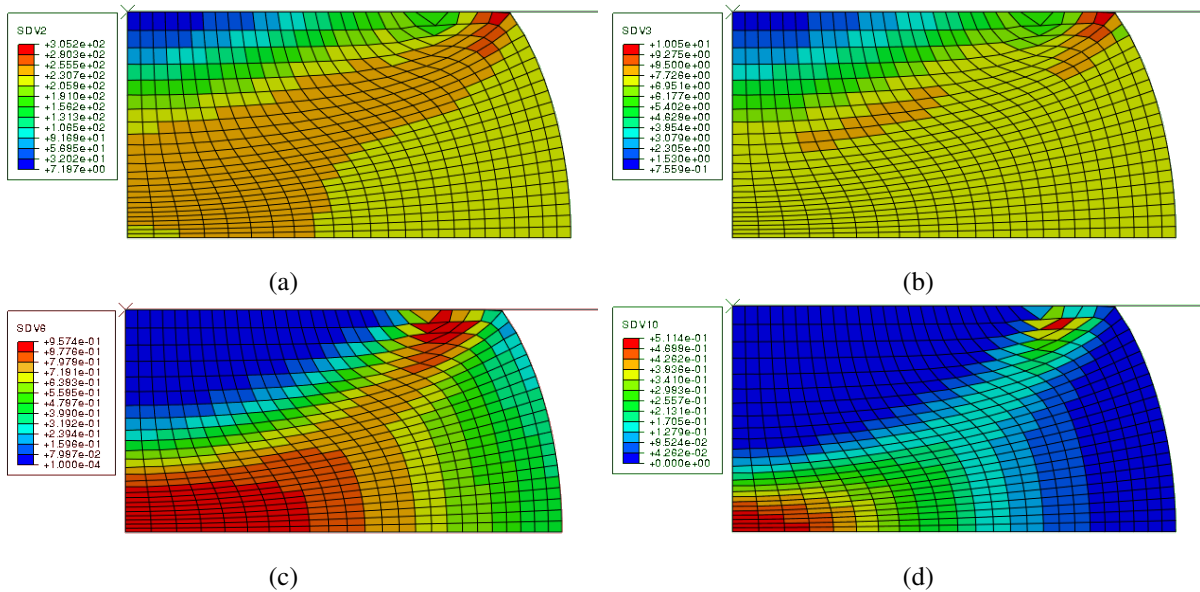 SDV2
+3.052e+02
+2.803e+02
+2.555e+02
+2.307e+02
+2.059e+02
+1.810e+02
+1.562e+02
+1.313e+02
+1.065e+02
+8.169e+01
+5.685e+01
+3.202e+01
+7.197e+00
SDV3
+1.005e+01
+9.275e+00
+8.500e+00
+7.726e+00
+6.951e+00
+6.177e+00
+5.402e+00
+4.628e+00
+3.854e+00
+3.079e+00
+2.305e+00
+1.530e+00
+7.559e-01
(a)
(b)
SDV6
+9.574e-01
+8.776e-01
+7.979e-01
+7.181e-01
+6.383e-01
+5.585e-01
+4.787e-01
+3.990e-01
+3.192e-01
+2.394e-01
+1.596e-01
+7.987e-02
+1.000e-04
SDV10
+5.114e-01
+4.688e-01
+4.262e-01
+3.836e-01
+3.410e-01
+2.983e-01
+2.557e-01
+2.131e-01
+1.705e-01
+1.279e-01
+8.524e-02
+4.262e-02
+0.000e+00
(c)
(d)